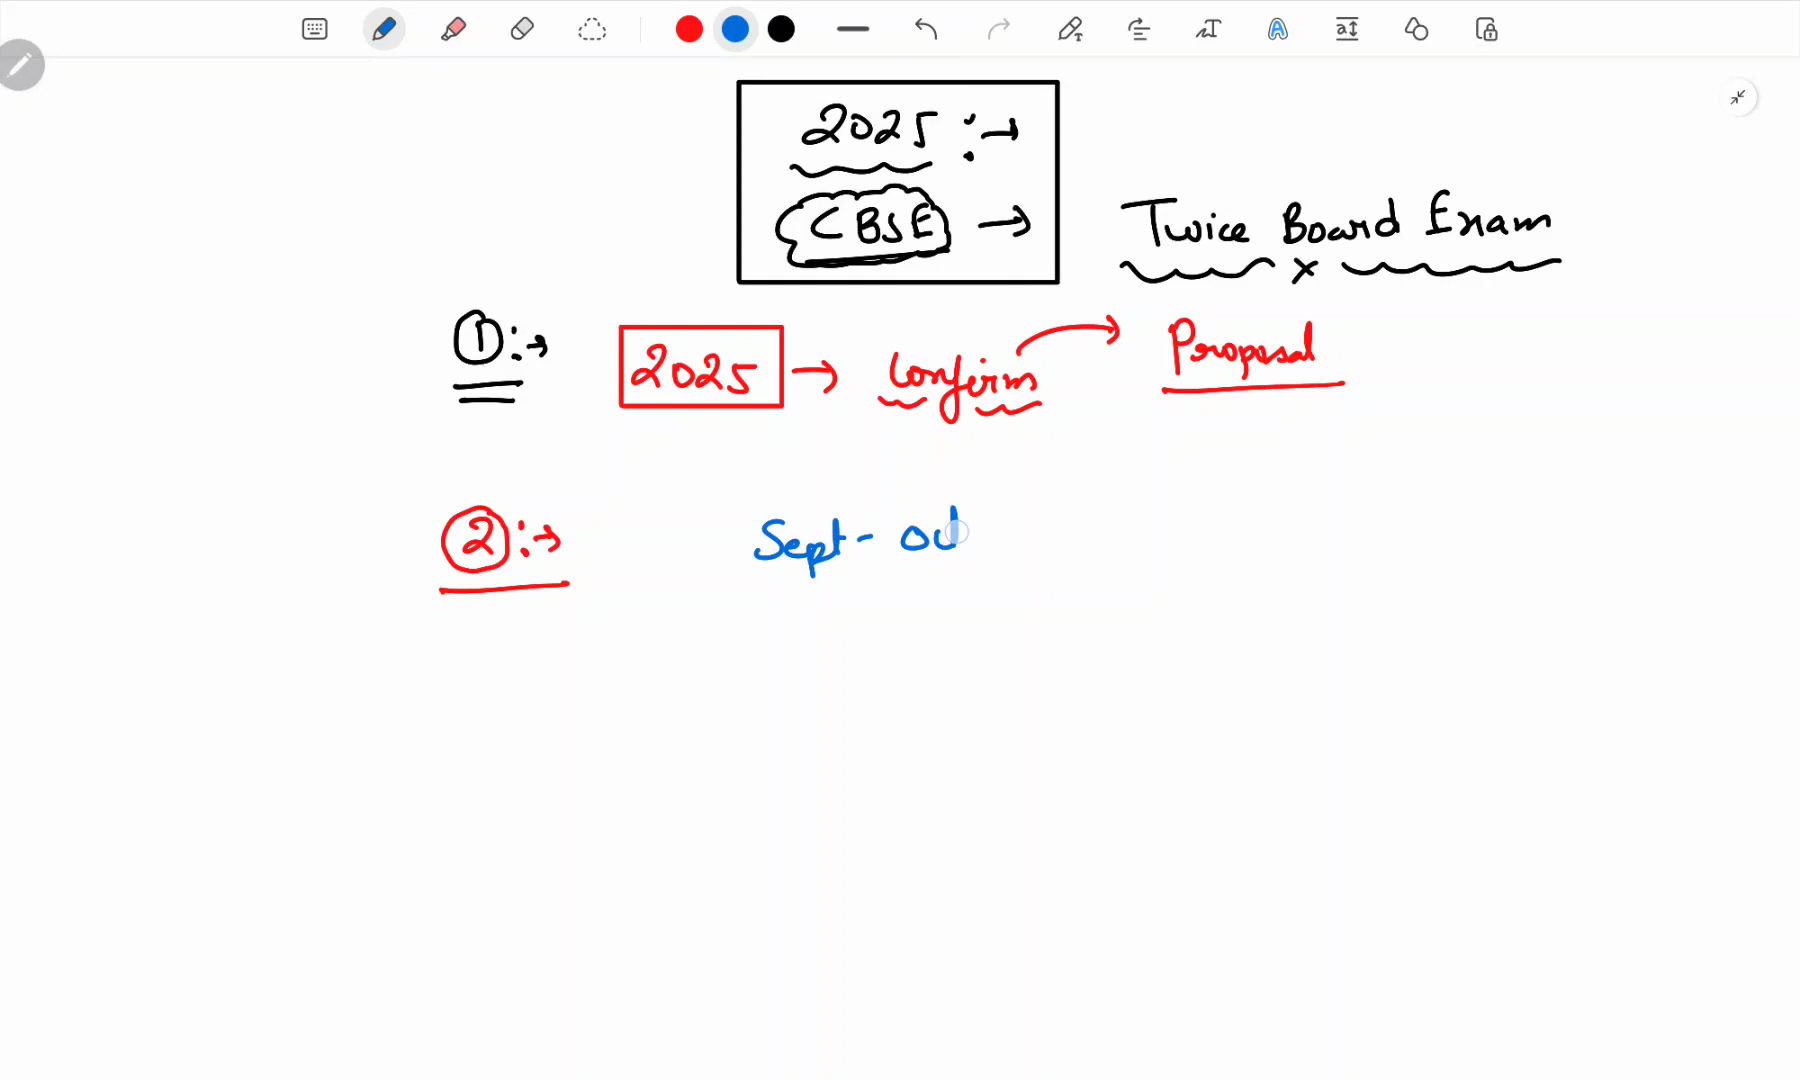 2025 :→
CBSE → Twice Board Exam
① :→ 2025 → Confirm → Proposal
② :→ Sept - Oct